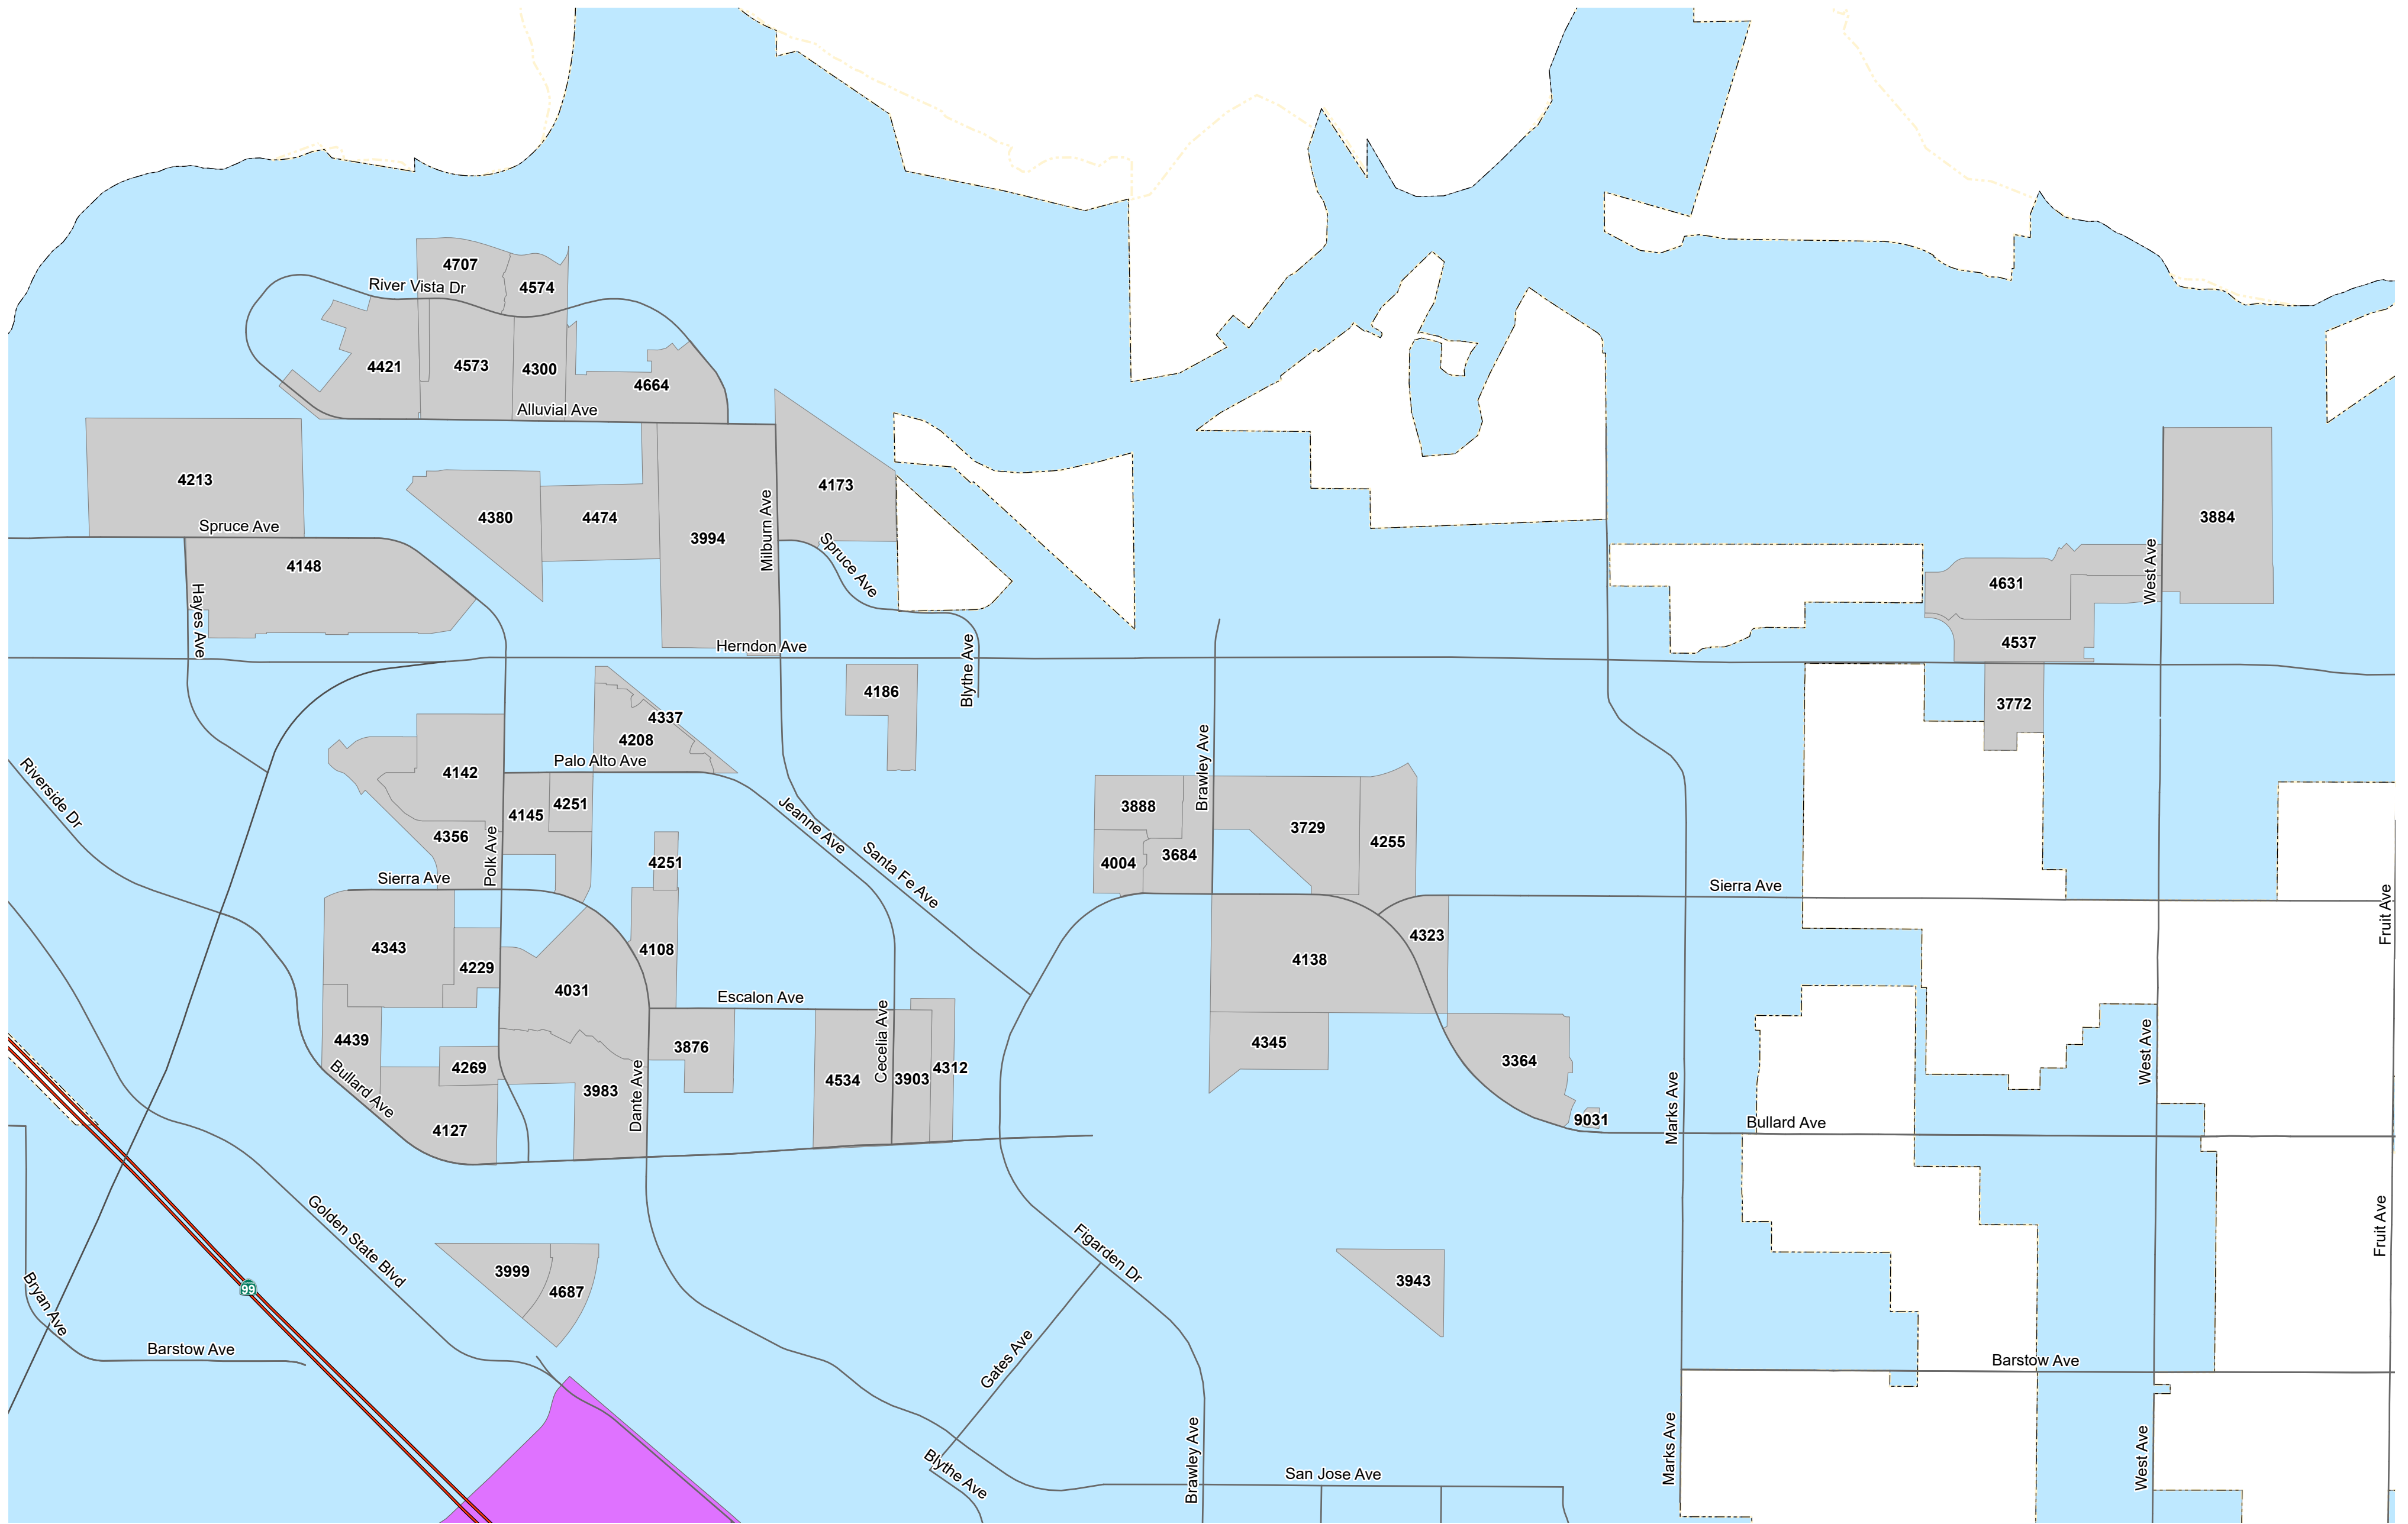 4707
4574
River Vista Dr
4421
4573
4300
4664
Alluvial Ave
4213
4380
4474
3994
Milburn Ave
4173
3884
Spruce Ave
4148
Spruce Ave
Hayes Ave
West Ave
4631
4537
Herndon Ave
Blythe Ave
4186
3772
4337
4208
Palo Alto Ave
4142
4145
4251
4356
Polk Ave
Riverside Dr
Jeanne Ave
Santa Fe Ave
4251
Brawley Ave
3888
3729
4255
4004
3684
Sierra Ave
Sierra Ave
Fruit Ave
4343
4229
4031
4108
4138
4323
Escalon Ave
Cecelia Ave
4439
4269
3876
4345
3364
West Ave
Bullard Ave
4127
3983
Dante Ave
4534
3903
4312
9031
Marks Ave
Bullard Ave
Golden State Blvd
Figarden Dr
Fruit Ave
3999
4687
3943
99
Bryan Ave
Barstow Ave
Gates Ave
Barstow Ave
Blythe Ave
Brawley Ave
San Jose Ave
Marks Ave
West Ave